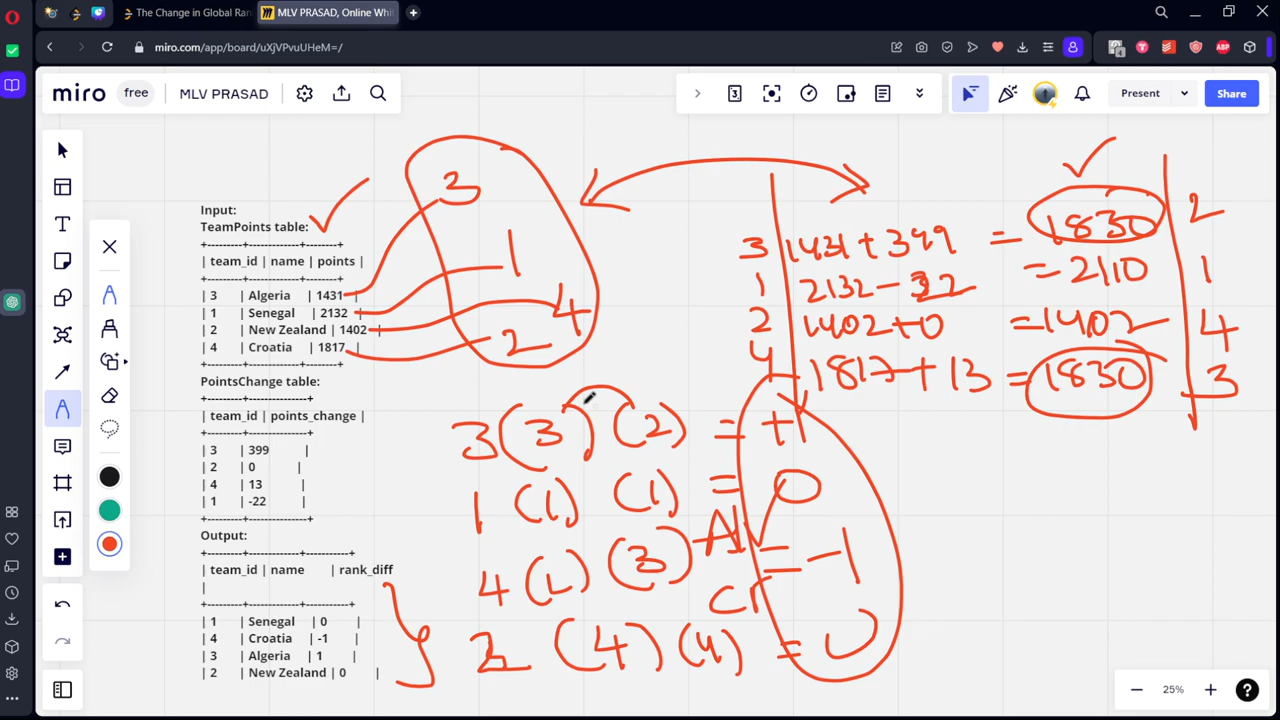 The Change in Global Ran
MLV PRASAD, Online Whi
miro.com/app/board/uXjVPvuUHeM=/
miro free MLV PRASAD
3
Present
Share
Input:
TeamPoints table:
+--------+-------------+--------+
| team_id | name | points |
+--------+-------------+--------+
| 3 | Algeria | 1431 |
| 1 | Senegal | 2132 |
| 2 | New Zealand | 1402 |
| 4 | Croatia | 1817 |
+--------+-------------+--------+
PointsChange table:
+--------+---------------+
| team_id | points_change |
+--------+---------------+
| 3 | 399 |
| 2 | 0 |
| 4 | 13 |
| 1 | -22 |
+--------+---------------+
Output:
+--------+-------------+-----------+
| team_id | name | rank_diff
|
+--------+-------------+-----------+
| 1 | Senegal | 0 |
| 4 | Croatia | -1 |
| 3 | Algeria | 1 |
| 2 | New Zealand | 0 |
+--------+-------------+-----------+
3
1
4
2
3 1431 + 399 = 1830 2
1 2132 - 22 = 2110 1
2 1402 + 0 = 1402 4
4 1817 + 13 = 1830 3
3 (3) (2) = +1
1 (1) (1) = 0
Al
4 (2) (3) = -1
Cr
2 (4) (4) = 0
25%